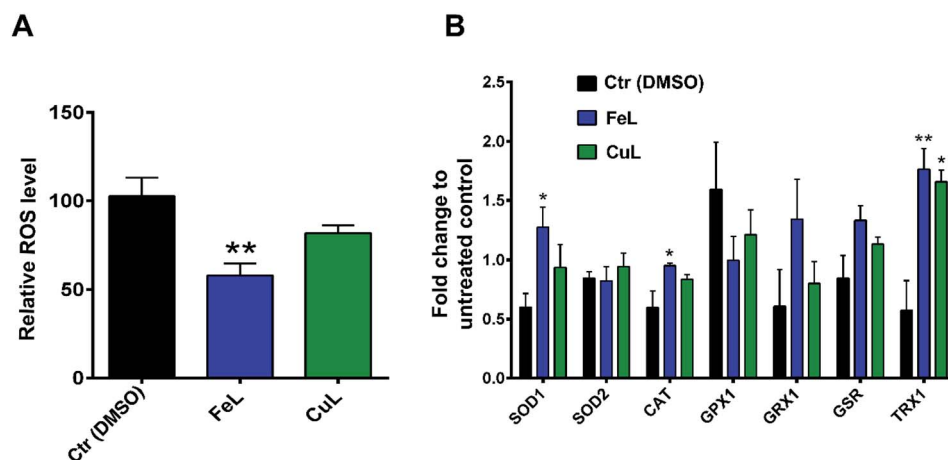 A
Relative ROS level
150
100
50
0
**
Ctr (DMSO)
FeL
CuL
B
Fold change to
untreated control
2.5
2.0
1.5
1.0
0.5
0.0
Ctr (DMSO)
FeL
CuL
*
*
**
*
SOD1
SOD2
CAT
GPX1
GRX1
GSR
TRX1